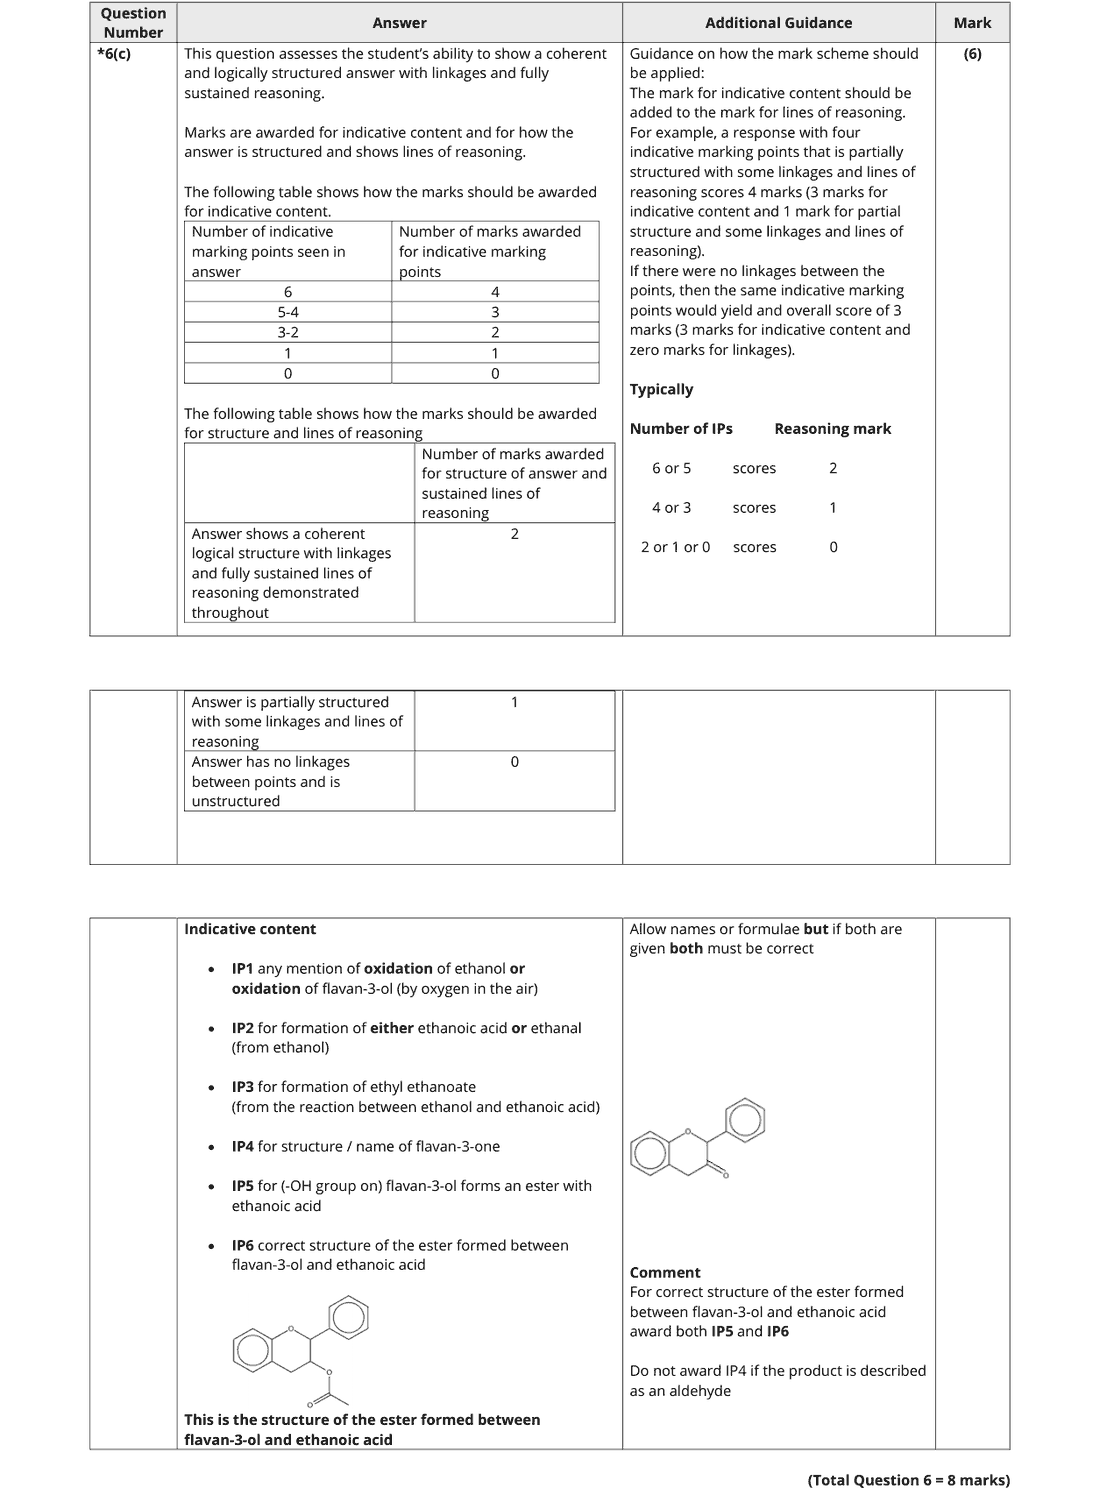 Question Number
Answer
Additional Guidance
Mark
*6(c)
This question assesses the student's ability to show a coherent
and logically structured answer with linkages and fully
sustained reasoning.
Marks are awarded for indicative content and for how the
answer is structured and shows lines of reasoning.
The following table shows how the marks should be awarded
for indicative content.
Number of indicative
marking points seen in
answer
Number of marks awarded
for indicative marking
points
6 4
5-4 3
3-2 2
1 1
0 0
The following table shows how the marks should be awarded
for structure and lines of reasoning
Number of marks awarded
for structure of answer and
sustained lines of
reasoning
Answer shows a coherent
logical structure with linkages
and fully sustained lines of
reasoning demonstrated
throughout
2
Guidance on how the mark scheme should
be applied:
The mark for indicative content should be
added to the mark for lines of reasoning.
For example, a response with four
indicative marking points that is partially
structured with some linkages and lines of
reasoning scores 4 marks (3 marks for
indicative content and 1 mark for partial
structure and some linkages and lines of
reasoning).
If there were no linkages between the
points, then the same indicative marking
points would yield and overall score of 3
marks (3 marks for indicative content and
zero marks for linkages).
Typically
Number of IPs Reasoning mark
6 or 5 scores 2
4 or 3 scores 1
2 or 1 or 0 scores 0
(6)
Answer is partially structured
with some linkages and lines of
reasoning
1
Answer has no linkages
between points and is
unstructured
0
Indicative content
• IP1 any mention of oxidation of ethanol or
oxidation of flavan-3-ol (by oxygen in the air)
• IP2 for formation of either ethanoic acid or ethanal
(from ethanol)
• IP3 for formation of ethyl ethanoate
(from the reaction between ethanol and ethanoic acid)
• IP4 for structure / name of flavan-3-one
• IP5 for (-OH group on) flavan-3-ol forms an ester with
ethanoic acid
• IP6 correct structure of the ester formed between
flavan-3-ol and ethanoic acid
O
O
O
This is the structure of the ester formed between
flavan-3-ol and ethanoic acid
Allow names or formulae but if both are
given both must be correct
O
O
Comment
For correct structure of the ester formed
between flavan-3-ol and ethanoic acid
award both IP5 and IP6
Do not award IP4 if the product is described
as an aldehyde
(Total Question 6 = 8 marks)